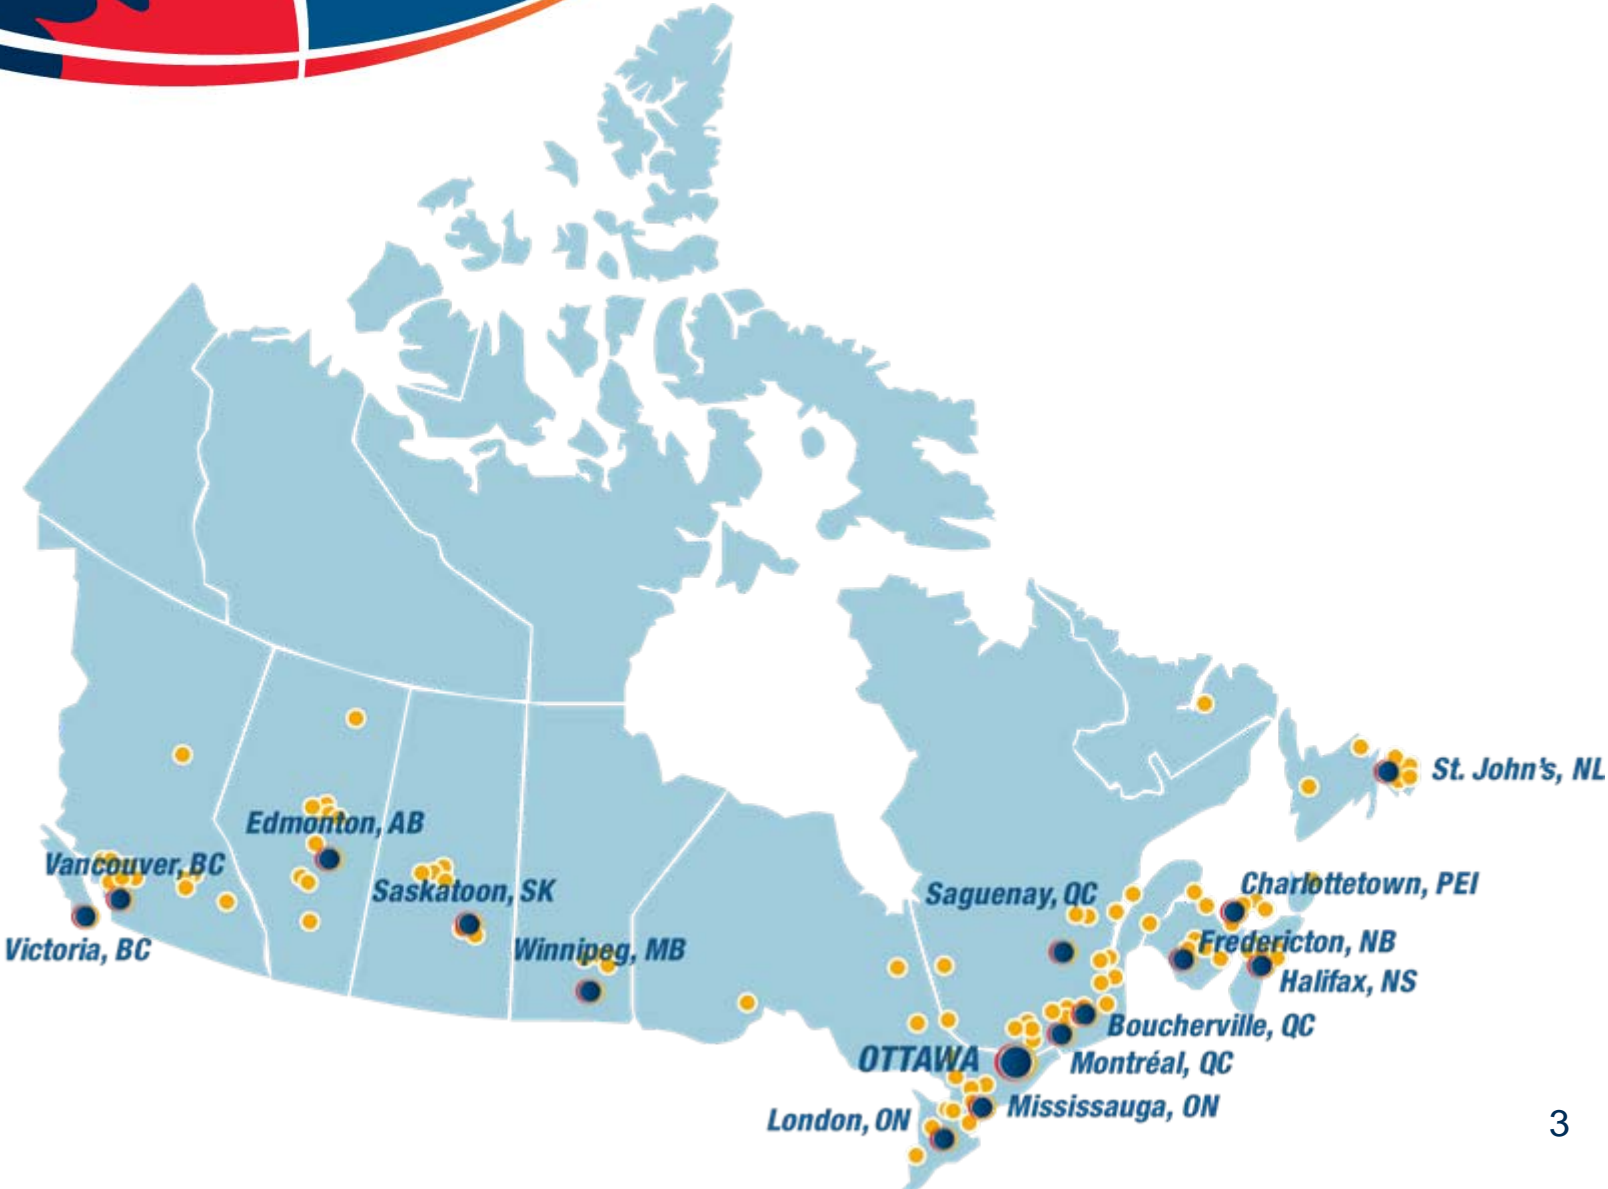 St. John's, NL
Edmonton, AB
Vancouver, BC
Saskatoon, SK
Saguenay, QC
Charlottetown, PEI
Victoria, BC
Winnipeg, MB
Fredericton, NB
Halifax, NS
Boucherville, QC
OTTAWA
Montréal, QC
London, ON
Mississauga, ON
3